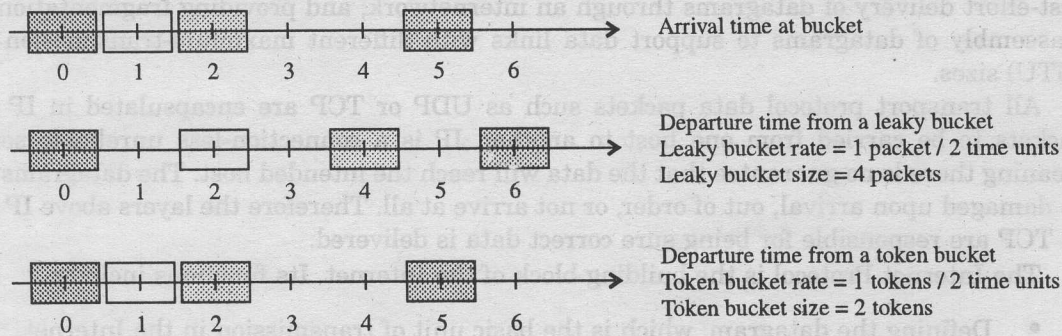 Arrival time at bucket
0 1 2 3 4 5 6
Departure time from a leaky bucket
Leaky bucket rate = 1 packet / 2 time units
Leaky bucket size = 4 packets
0 1 2 3 4 5 6
Departure time from a token bucket
Token bucket rate = 1 tokens / 2 time units
Token bucket size = 2 tokens
0 1 2 3 4 5 6